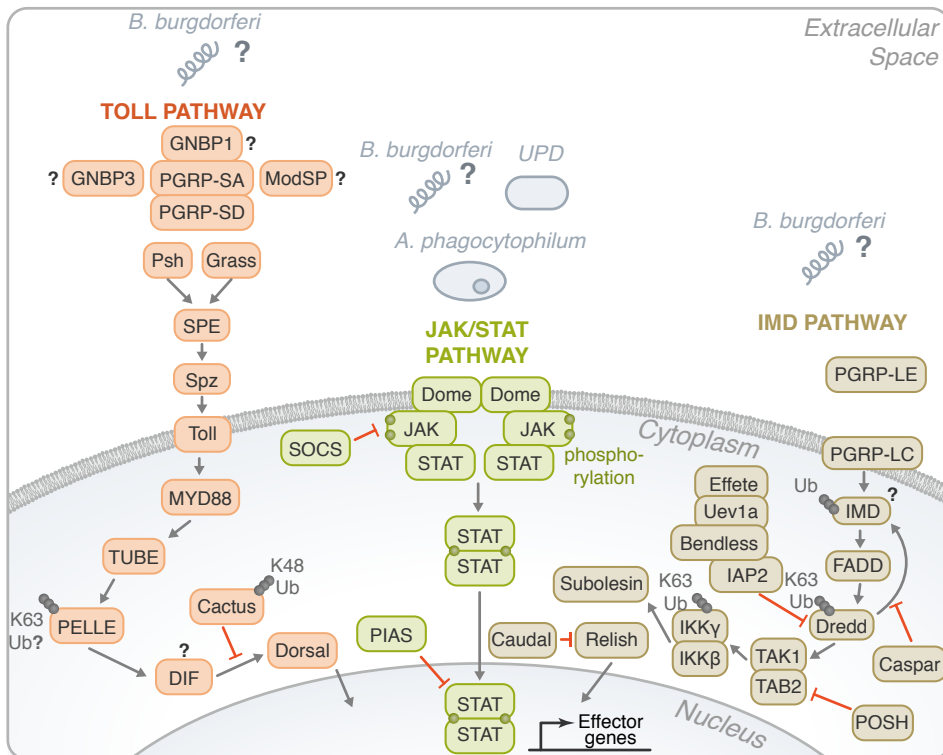 B. burgdorferi
?
Extracellular
Space
TOLL PATHWAY
GNBP1 ?
? GNBP3 PGRP-SA ModSP ?
PGRP-SD
Psh Grass
SPE
Spz
Toll
MYD88
TUBE
K63
Ub?
PELLE
Cactus
K48
Ub
?
DIF
Dorsal
B. burgdorferi
?
UPD
A. phagocytophilum
JAK/STAT
PATHWAY
Dome Dome
SOCS
JAK JAK
STAT STAT
phospho-
rylation
STAT
STAT
PIAS
STAT
STAT
B. burgdorferi
?
IMD PATHWAY
PGRP-LE
Cytoplasm
PGRP-LC
Ub
?
IMD
FADD
Effete
Uev1a
Bendless
IAP2
K63
Ub
Dredd
Caspar
TAK1
TAB2
POSH
K63
Ub
IKKγ
IKKβ
Subolesin
Caudal Relish
Nucleus
Effector
genes